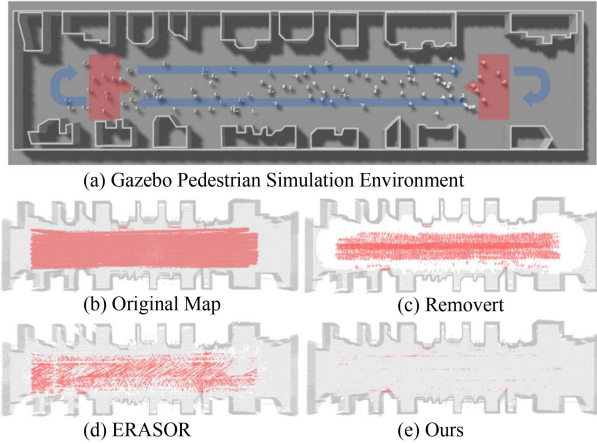 (a) Gazebo Pedestrian Simulation Environment
(b) Original Map
(c) Removert
(d) ERASOR
(e) Ours